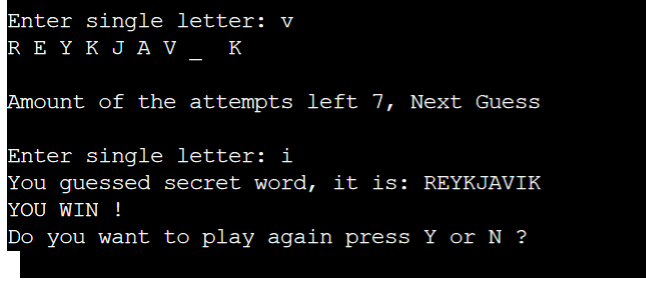 Enter single letter: v
R E Y K J A V _  K
Amount of the attempts left 7, Next Guess
Enter single letter: i
You guessed secret word, it is: REYKJAVIK
YOU WIN !
Do you want to play again press Y or N ?